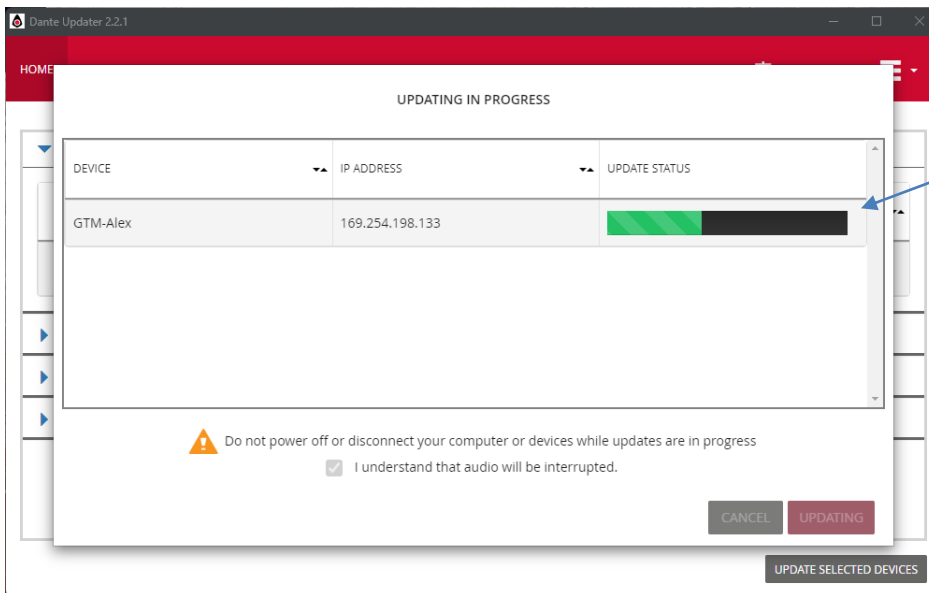 Dante Updater 2.2.1
HOME
UPDATING IN PROGRESS
DEVICE IP ADDRESS UPDATE STATUS
GTM-Alex 169.254.198.133
Do not power off or disconnect your computer or devices while updates are in progress
I understand that audio will be interrupted.
CANCEL UPDATING
UPDATE SELECTED DEVICES